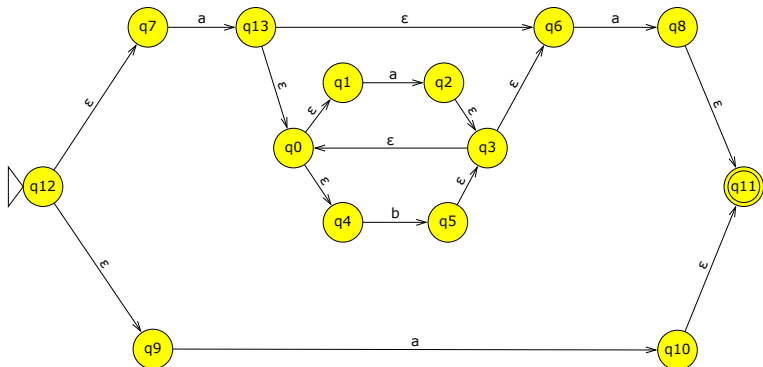 q7 a q13 ε q6 a q8
ε ε q1 a q2 ε ε
ε ε
q0 ε q3
q12 ε ε q11
q4 b q5
ε ε
q9 a q10